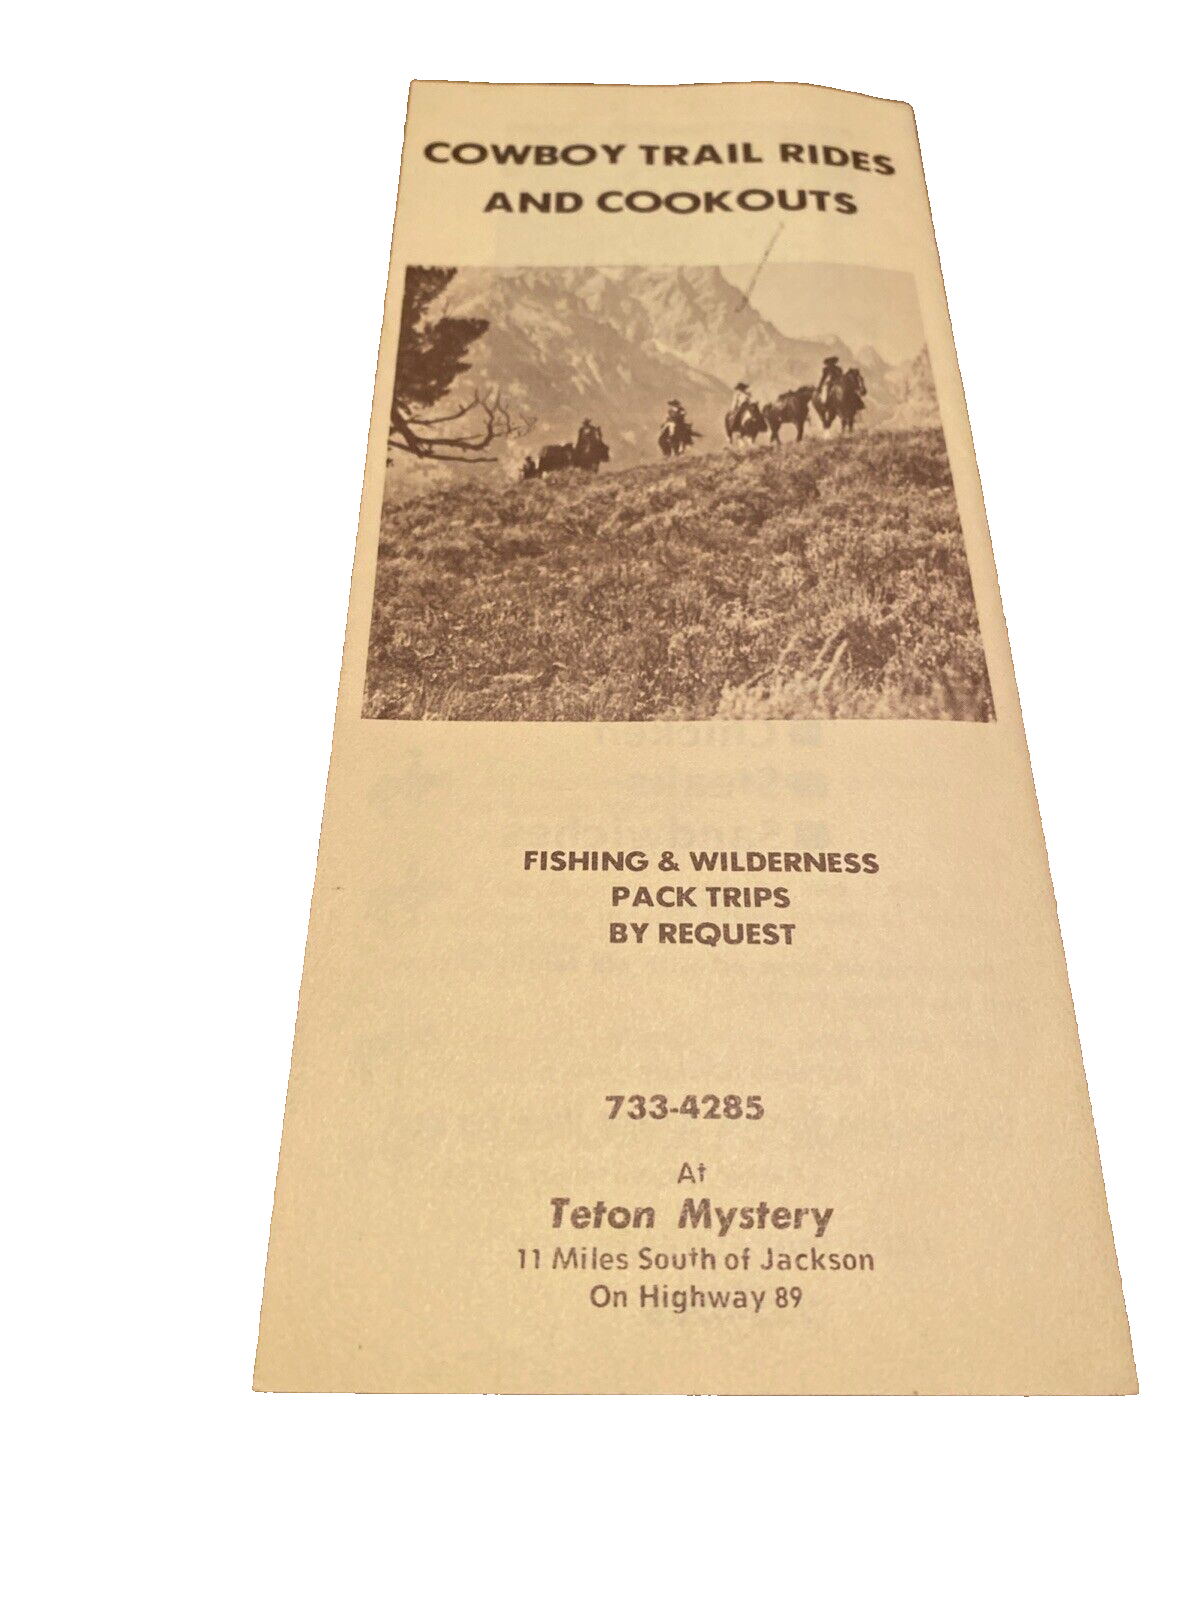 COWBOY TRAIL RIDES
AND COOKOUTS
FISHING & WILDERNESS
PACK TRIPS
BY REQUEST
733-4285
At
Teton Mystery
11 Miles South of Jackson
On Highway 89